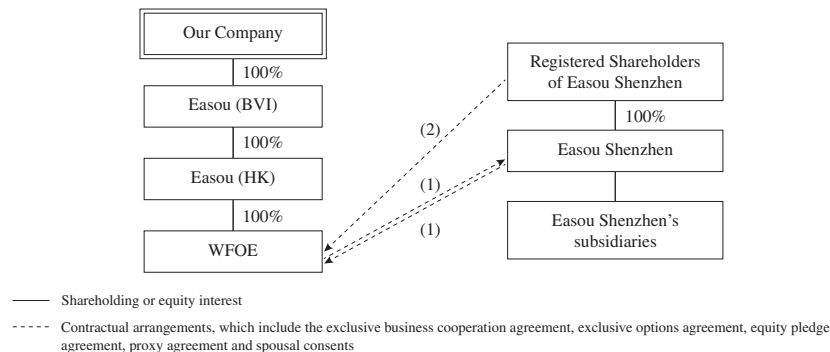 Our Company
100%
Easou (BVI)
100%
Easou (HK)
100%
WFOE
Registered Shareholders
of Easou Shenzhen
100%
Easou Shenzhen
Easou Shenzhen's
subsidiaries
(2)
(1)
(1)
Shareholding or equity interest
Contractual arrangements, which include the exclusive business cooperation agreement, exclusive options agreement, equity pledge
agreement, proxy agreement and spousal consents